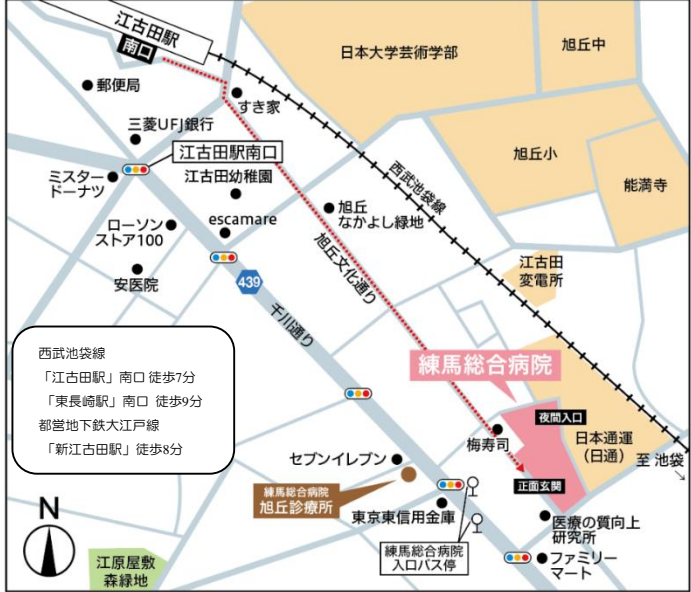 江古田駅
南口
日本大学芸術学部
旭丘中
郵便局
すき家
三菱UFJ銀行
江古田駅南口
旭丘小
ミスター
ドーナツ
江古田幼稚園
西武池袋線
能満寺
ローソン
ストア100
escamare
旭丘
なかよし緑地
旭丘文化通り
江古田
変電所
安医院
439
千川通り
西武池袋線
「江古田駅」南口 徒歩7分
「東長崎駅」南口 徒歩9分
都営地下鉄大江戸線
「新江古田駅」徒歩8分
練馬総合病院
夜間入口
梅寿司
日本通運
(日通)
至 池袋
セブンイレブン
正面玄関
練馬総合病院
旭丘診療所
東京東信用金庫
医療の質向上
研究所
N
練馬総合病院
入口バス停
ファミリー
マート
江原屋敷
森緑地